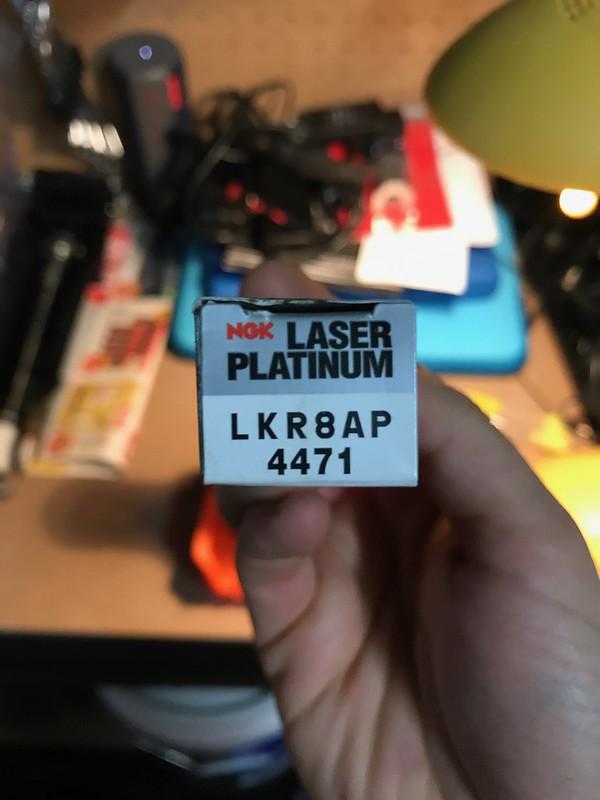 NGK LASER
PLATINUM
LKR8AP
4471